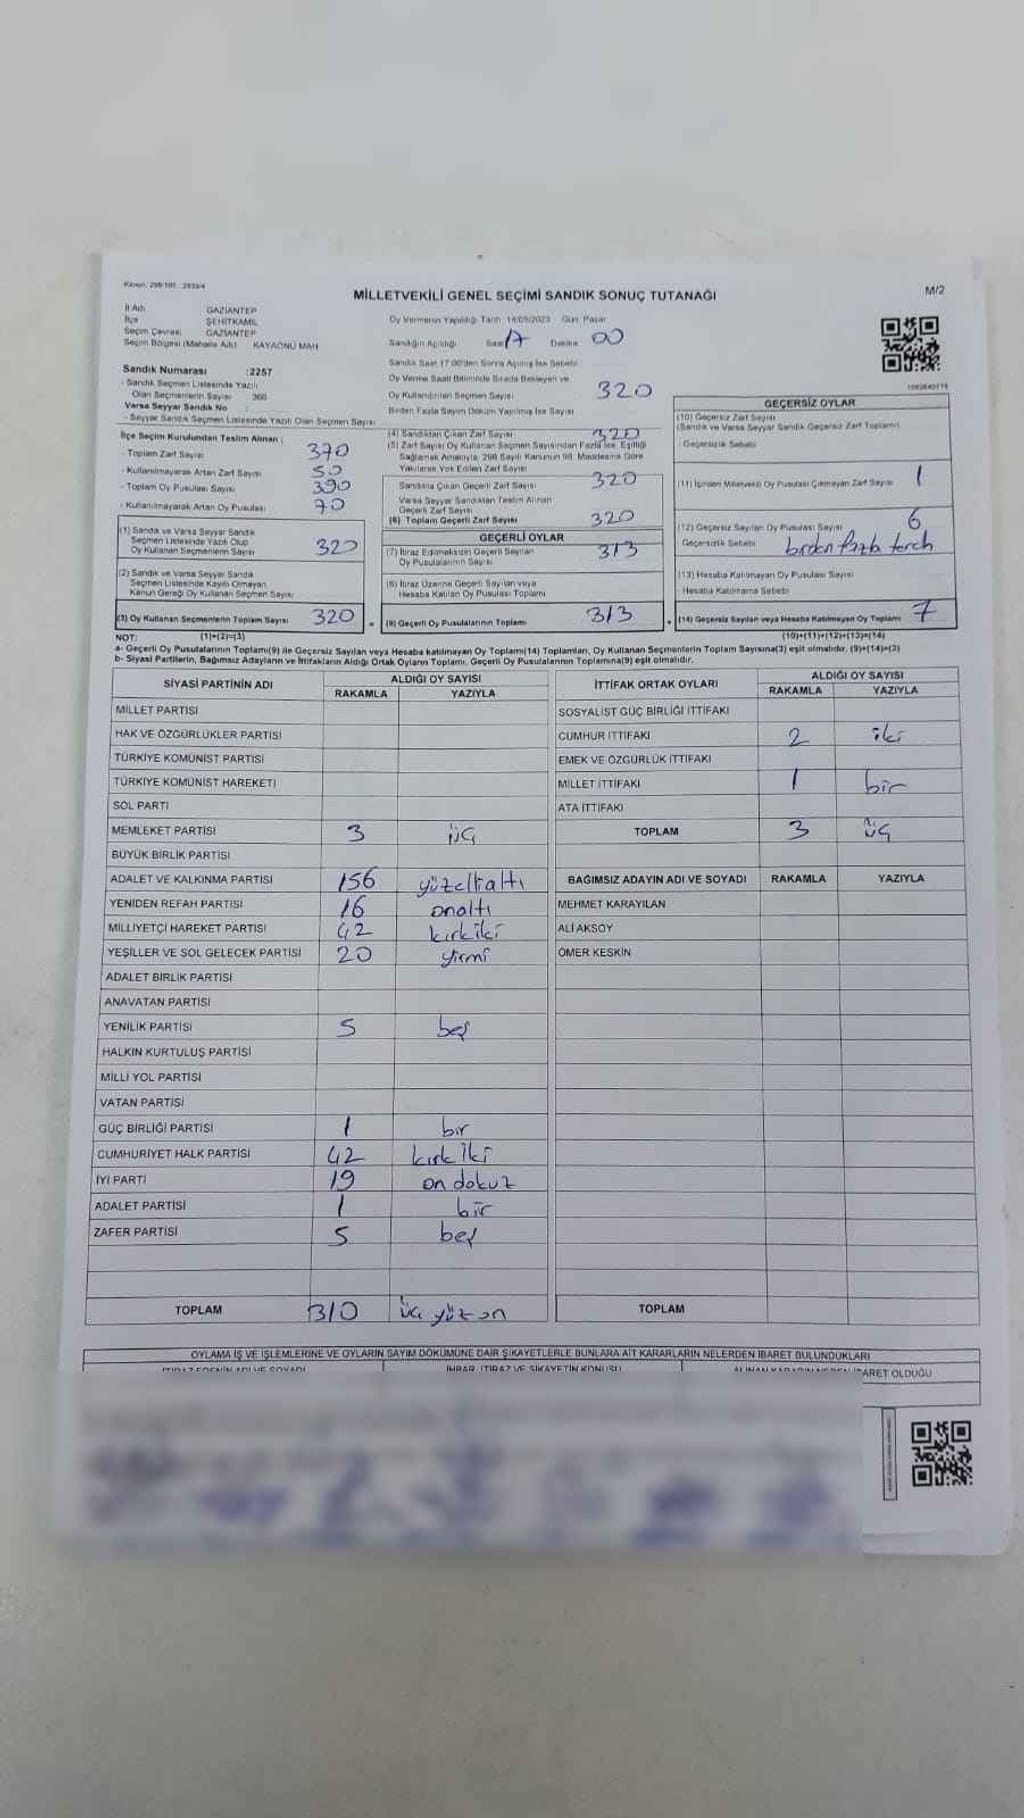 M/2
MİLLETVEKİLİ GENEL SEÇİMİ SANDIK SONUÇ TUTANAĞI
İl Adı GAZİANTEP
İlçe ŞEHİTKAMİL
Seçim Çevresi GAZİANTEP
Seçim Bölgesi (Mahalle Adı) KAYAÖNÜ MAH
Oy Vermenin Yapıldığı Tarih 14/05/2023 Gün Pazar
Sandığın Açıldığı Saat 17 Dakika 00
Sandık Saat 17:00'den Sonra Açılmış İse Sebebi
Sandık Numarası :2257
- Sandık Seçmen Listesinde Yazılı
Olan Seçmenlerin Sayısı 360
Varsa Seyyar Sandık No
- Seyyar Sandık Seçmen Listesinde Yazılı Olan Seçmen Sayısı
Oy Verme Saati Bitiminde Sırada Bekleyen ve
Oy Kullandırılan Seçmen Sayısı 320
Birden Fazla Sayım Döküm Yapılmış İse Sayısı
İlçe Seçim Kurulundan Teslim Alınan :
- Toplam Zarf Sayısı 370
- Kullanılmayarak Artan Zarf Sayısı 50
- Toplam Oy Pusulası Sayısı 390
- Kullanılmayarak Artan Oy Pusulası 70
(4) Sandıktan Çıkan Zarf Sayısı 320
(5) Zarf Sayısı Oy Kullanan Seçmen Sayısından Fazla İse, Eşitliği
Sağlamak Amacıyla, 298 Sayılı Kanunun 98. Maddesine Göre
Yakılarak Yok Edilen Zarf Sayısı
Sandıkta Çıkan Geçerli Zarf Sayısı 320
Varsa Seyyar Sandıktan Teslim Alınan
Geçerli Zarf Sayısı
(6) Toplam Geçerli Zarf Sayısı 320
GEÇERSİZ OYLAR
(10) Geçersiz Zarf Sayısı
(Sandık ve Varsa Seyyar Sandık Geçersiz Zarf Toplamı)
- Geçersizlik Sebebi
(11) İçinden Milletvekili Oy Pusulası Çıkmayan Zarf Sayısı 1
(12) Geçersiz Sayılan Oy Pusulası Sayısı 6
Geçersizlik Sebebi birden fazla terch
(13) Hesaba Katılmayan Oy Pusulası Sayısı
Hesaba Katılmama Sebebi
(14) Geçersiz Sayılan veya Hesaba Katılmayan Oy Toplamı 7
(10)+(11)+(12)+(13)=(14)
(1) Sandık ve Varsa Seyyar Sandık
Seçmen Listesinde Yazılı Olup
Oy Kullanan Seçmenlerin Sayısı 320
(2) Sandık ve Varsa Seyyar Sandık
Seçmen Listesinde Kayıtlı Olmayan
Kanun Gereği Oy Kullanan Seçmen Sayısı
(3) Oy Kullanan Seçmenlerin Toplam Sayısı 320
GEÇERLİ OYLAR
(7) İtiraz Edilmeksizin Geçerli Sayılan
Oy Pusulalarının Sayısı 313
(8) İtiraz Üzerine Geçerli Sayılan veya
Hesaba Katılan Oy Pusulası Toplamı
(9) Geçerli Oy Pusulalarının Toplamı 313
NOT: (1)+(2)=(3)
a- Geçerli Oy Pusulalarının Toplamı(9) ile Geçersiz Sayılan veya Hesaba katılmayan Oy Toplamı(14) Toplamları, Oy Kullanan Seçmenlerin Toplam Sayısına(3) eşit olmalıdır, (9)+(14)=(3)
b- Siyasi Partilerin, Bağımsız Adayların ve İttifakların Aldığı Ortak Oyların Toplamı, Geçerli Oy Pusulalarının Toplamına(9) eşit olmalıdır.
SİYASİ PARTİNİN ADI ALDIĞI OY SAYISI
RAKAMLA YAZIYLA
MİLLET PARTİSİ
HAK VE ÖZGÜRLÜKLER PARTİSİ
TÜRKİYE KOMÜNİST PARTİSİ
TÜRKİYE KOMÜNİST HAREKETİ
SOL PARTİ
MEMLEKET PARTİSİ 3 üç
BÜYÜK BİRLİK PARTİSİ
ADALET VE KALKINMA PARTİSİ 156 yüzellialtı
YENİDEN REFAH PARTİSİ 16 onaltı
MİLLİYETÇİ HAREKET PARTİSİ 42 kırkiki
YEŞİLLER VE SOL GELECEK PARTİSİ 20 yirmi
ADALET BİRLİK PARTİSİ
ANAVATAN PARTİSİ
YENİLİK PARTİSİ 5 beş
HALKIN KURTULUŞ PARTİSİ
MİLLİ YOL PARTİSİ
VATAN PARTİSİ
GÜÇ BİRLİĞİ PARTİSİ 1 bir
CUMHURİYET HALK PARTİSİ 42 kırk iki
İYİ PARTİ 19 on dokuz
ADALET PARTİSİ 1 bir
ZAFER PARTİSİ 5 beş
TOPLAM 310 üç yüz on
İTTİFAK ORTAK OYLARI ALDIĞI OY SAYISI
RAKAMLA YAZIYLA
SOSYALİST GÜÇ BİRLİĞİ İTTİFAKI
CUMHUR İTTİFAKI 2 iki
EMEK VE ÖZGÜRLÜK İTTİFAKI
MİLLET İTTİFAKI 1 bir
ATA İTTİFAKI
TOPLAM 3 üç
BAĞIMSIZ ADAYIN ADI VE SOYADI RAKAMLA YAZIYLA
MEHMET KARAYILAN
ALİ AKSOY
ÖMER KESKİN
TOPLAM
OYLAMA İŞ VE İŞLEMLERİNE VE OYLARIN SAYIM DÖKÜMÜNE DAİR ŞİKAYETLERLE BUNLARA AİT KARARLARIN NELERDEN İBARET BULUNDUKLARI
İTİRAZ EDENİN ADI VE SOYADI İHBAR, İTİRAZ VE ŞİKAYETİN KONUSU ALINAN KARARIN NEDEN İBARET OLDUĞU